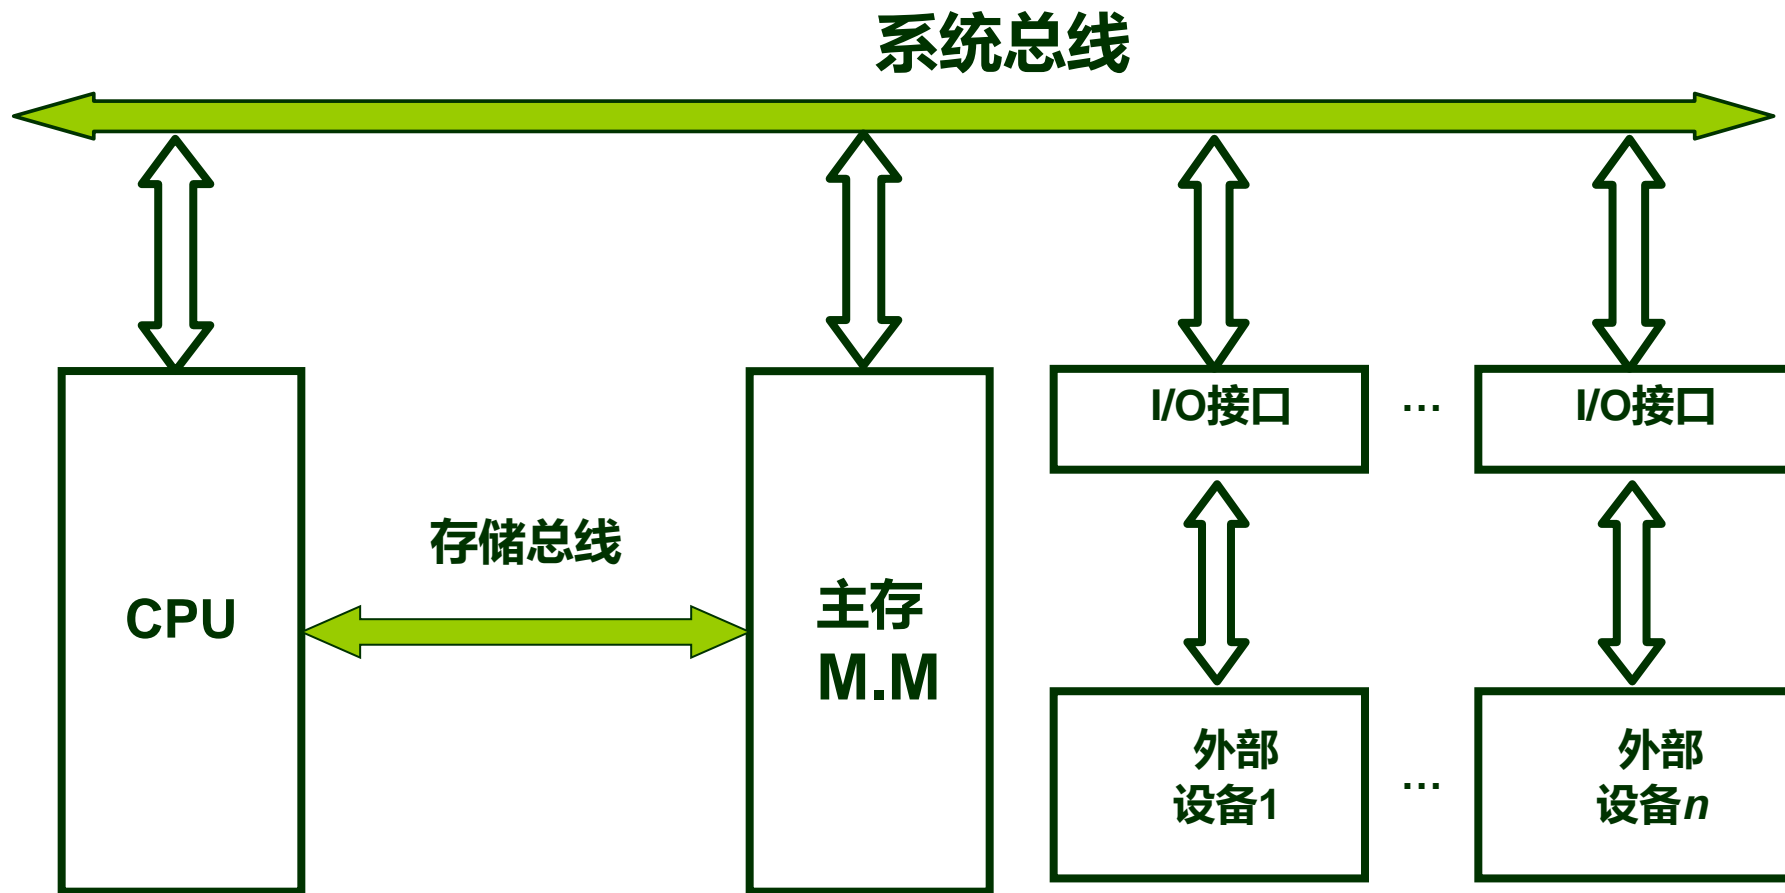 系统总线
I/O接口
…
I/O接口
存储总线
CPU
主存
M.M
外部
设备1
…
外部
设备n